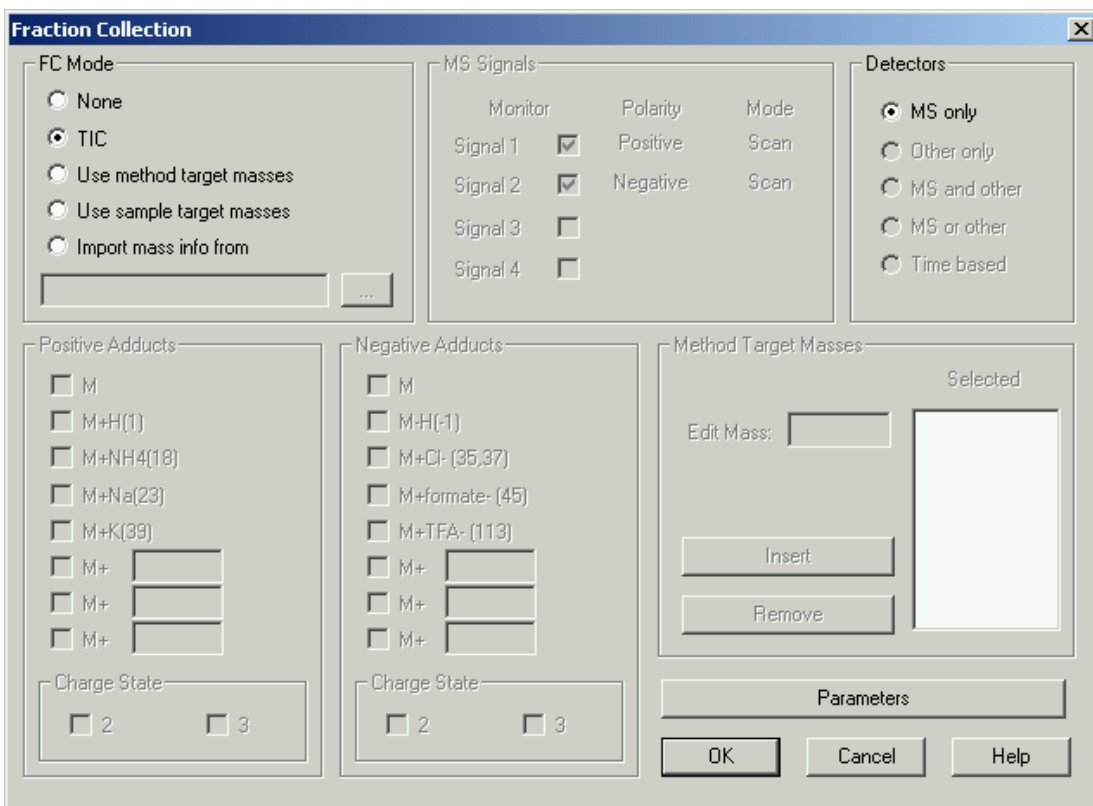 Fraction Collection
FC Mode
None
TIC
Use method target masses
Use sample target masses
Import mass info from
...
MS Signals
Monitor Polarity Mode
Signal 1 Positive Scan
Signal 2 Negative Scan
Signal 3
Signal 4
Detectors
MS only
Other only
MS and other
MS or other
Time based
Positive Adducts
M
M+H(1)
M+NH4(18)
M+Na(23)
M+K(39)
M+
M+
M+
Charge State
2 3
Negative Adducts
M
M-H(-1)
M+Cl- (35,37)
M+formate- (45)
M+TFA- (113)
M+
M+
M+
Charge State
2 3
Method Target Masses
Selected
Edit Mass:
Insert
Remove
Parameters
OK Cancel Help